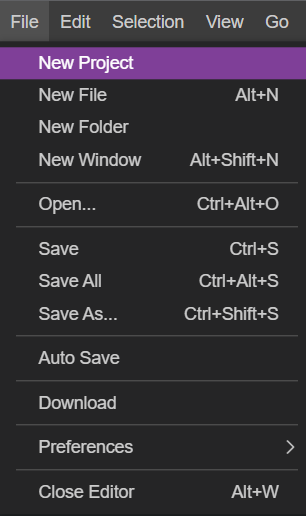 File Edit Selection View Go
New Project
New File Alt+N
New Folder
New Window Alt+Shift+N
Open... Ctrl+Alt+O
Save Ctrl+S
Save All Ctrl+Alt+S
Save As... Ctrl+Shift+S
Auto Save
Download
Preferences
Close Editor Alt+W